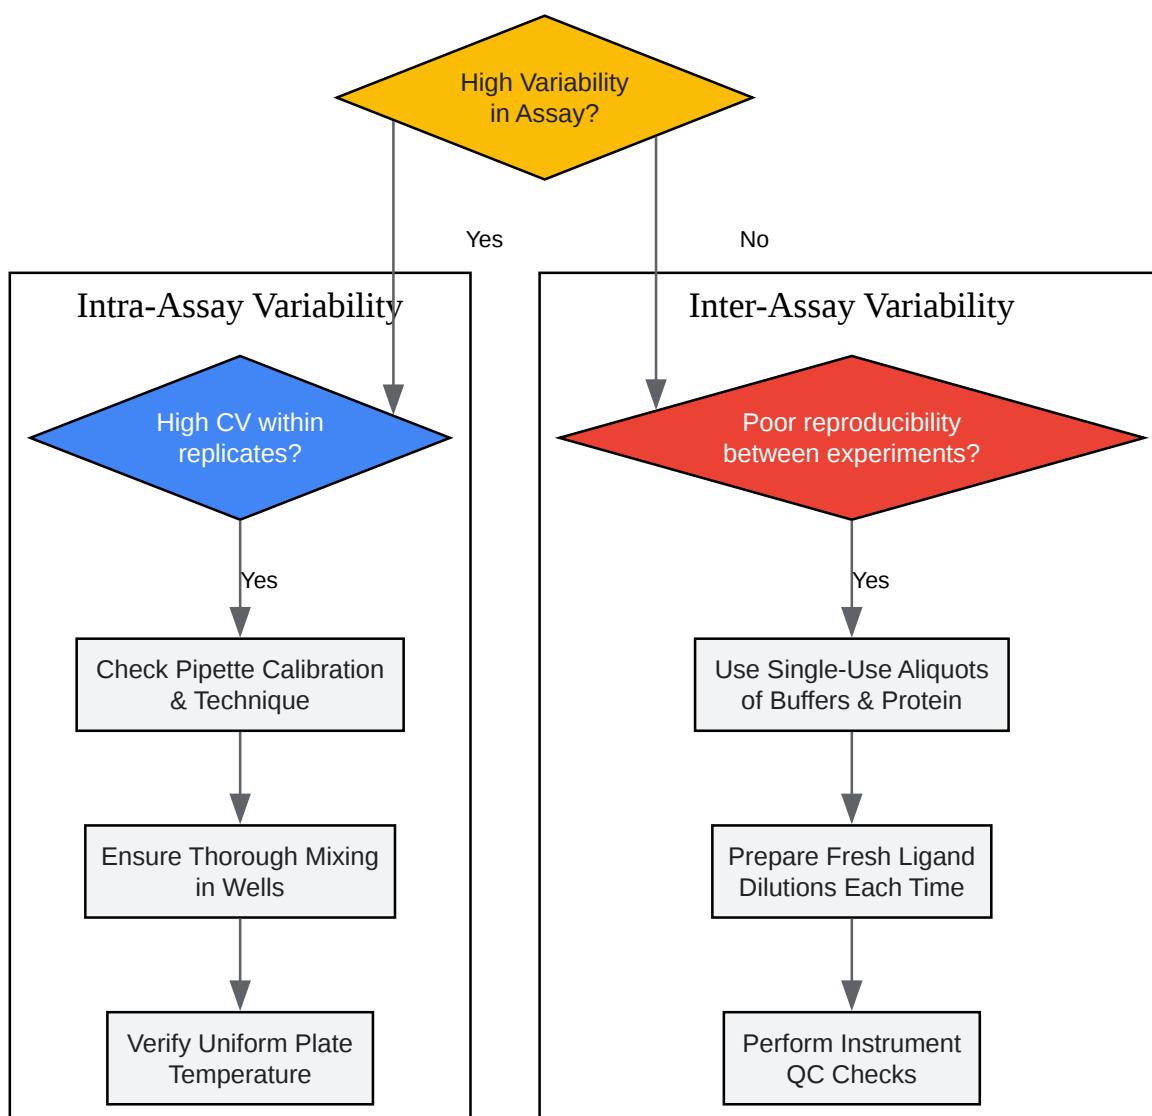 High Variability
in Assay?
Yes
No
Intra-Assay Variability
High CV within
replicates?
Yes
Check Pipette Calibration
& Technique
Ensure Thorough Mixing
in Wells
Verify Uniform Plate
Temperature
Inter-Assay Variability
Poor reproducibility
between experiments?
Yes
Use Single-Use Aliquots
of Buffers & Protein
Prepare Fresh Ligand
Dilutions Each Time
Perform Instrument
QC Checks